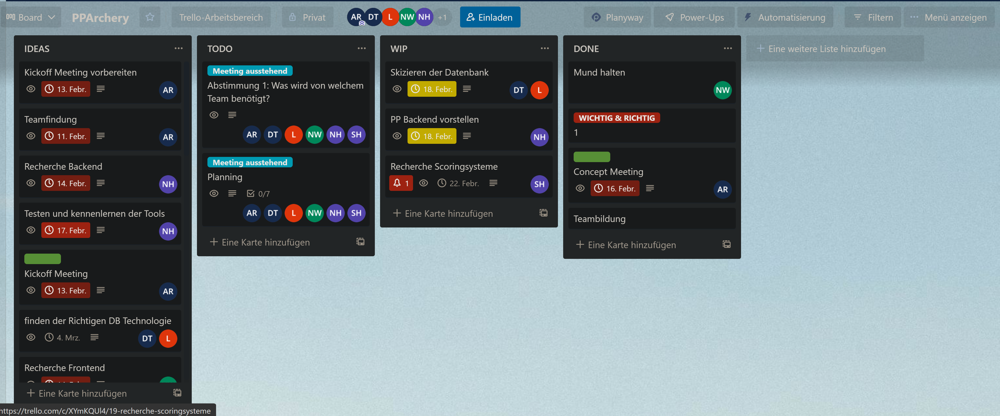 Board
PPArchery
Trello-Arbeitsbereich
Privat
AR DT L NW NH +1
Einladen
Planyway
Power-Ups
Automatisierung
Filtern
Menü anzeigen
IDEAS
Kickoff Meeting vorbereiten
13. Febr.
AR
Teamfindung
11. Febr.
AR
Recherche Backend
14. Febr.
NH
Testen und kennenlernen der Tools
17. Febr.
NH
Kickoff Meeting
13. Febr.
AR
finden der Richtigen DB Technologie
4. Mrz.
DT L
Recherche Frontend
Eine Karte hinzufügen
TODO
Meeting ausstehend
Abstimmung 1: Was wird von welchem
Team benötigt?
AR DT L NW NH SH
Meeting ausstehend
Planning
0/7
AR DT L NW NH SH
Eine Karte hinzufügen
WIP
Skizieren der Datenbank
18. Febr.
DT L
PP Backend vorstellen
18. Febr.
NH
Recherche Scoringsysteme
1
22. Febr.
SH
Eine Karte hinzufügen
DONE
Mund halten
NW
WICHTIG & RICHTIG
1
Concept Meeting
16. Febr.
AR
Teambildung
Eine Karte hinzufügen
Eine weitere Liste hinzufügen
https://trello.com/c/XYmKQUl4/19-recherche-scoringsysteme